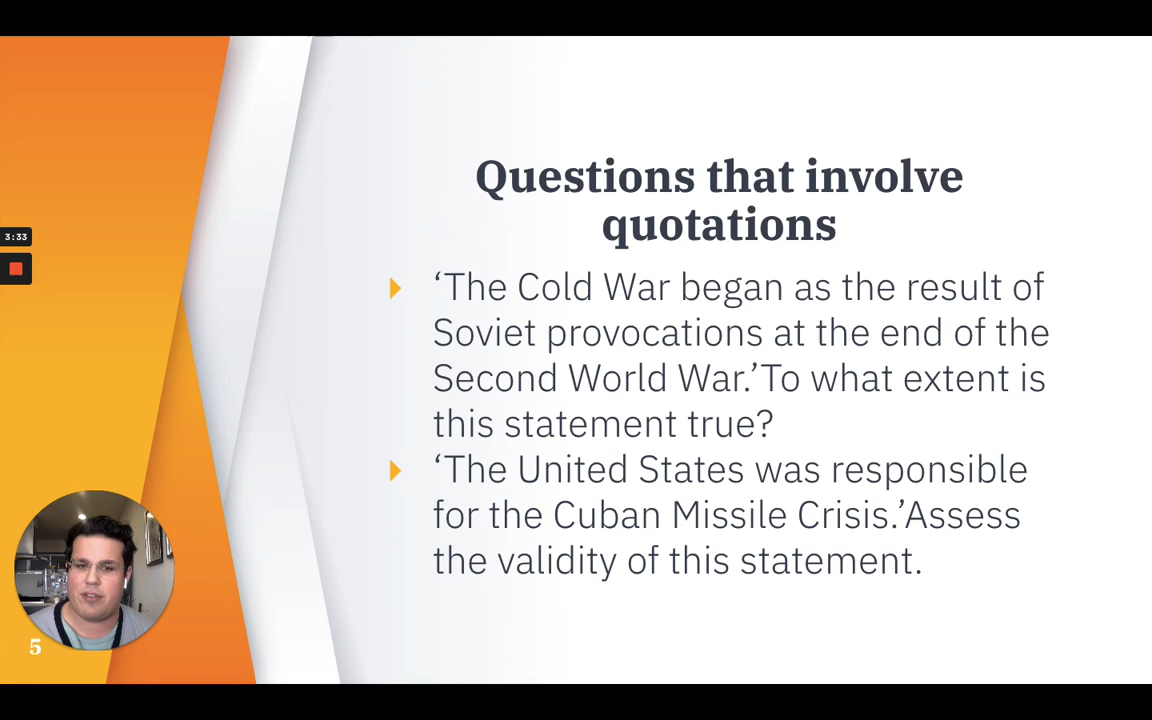 Questions that involve
quotations
‘The Cold War began as the result of
Soviet provocations at the end of the
Second World War.’To what extent is
this statement true?
‘The United States was responsible
for the Cuban Missile Crisis.’Assess
the validity of this statement.
3:33
5